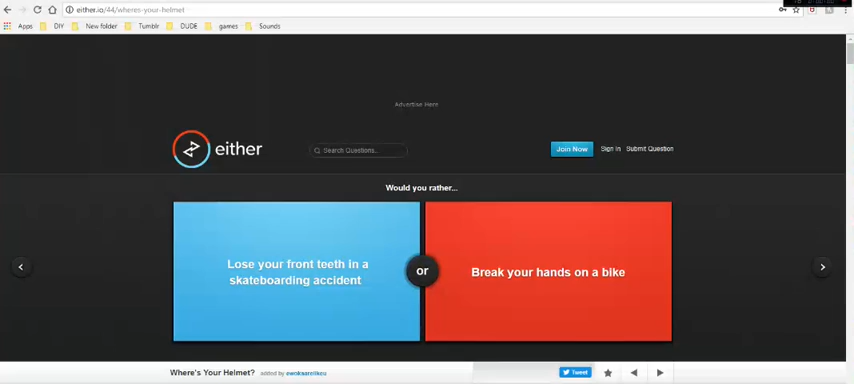 either.io/44/wheres-your-helmet
Apps DIY New folder Tumblr DUDE games Sounds
Advertise Here
either
Search Questions...
Join Now Sign In Submit Question
Would you rather...
Lose your front teeth in a
skateboarding accident
or
Break your hands on a bike
Where's Your Helmet? added by
Tweet